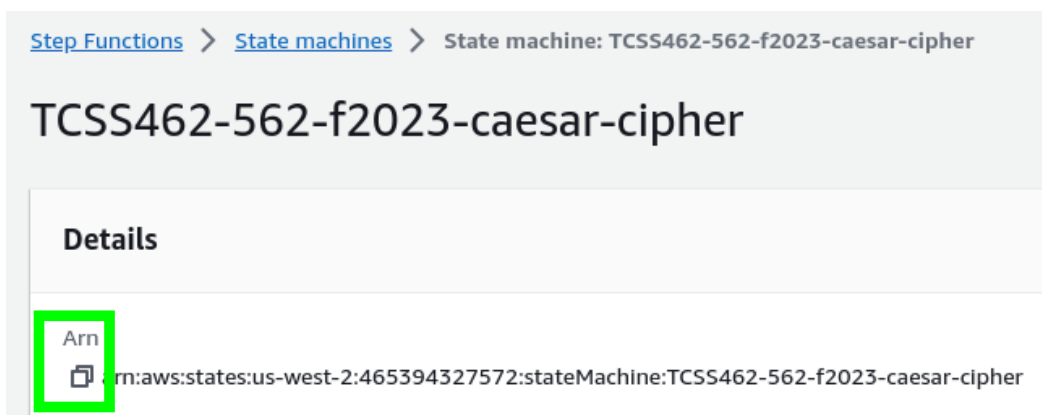 Step Functions > State machines > State machine: TCSS462-562-f2023-caesar-cipher
TCSS462-562-f2023-caesar-cipher
Details
Arn
arn:aws:states:us-west-2:465394327572:stateMachine:TCSS462-562-f2023-caesar-cipher